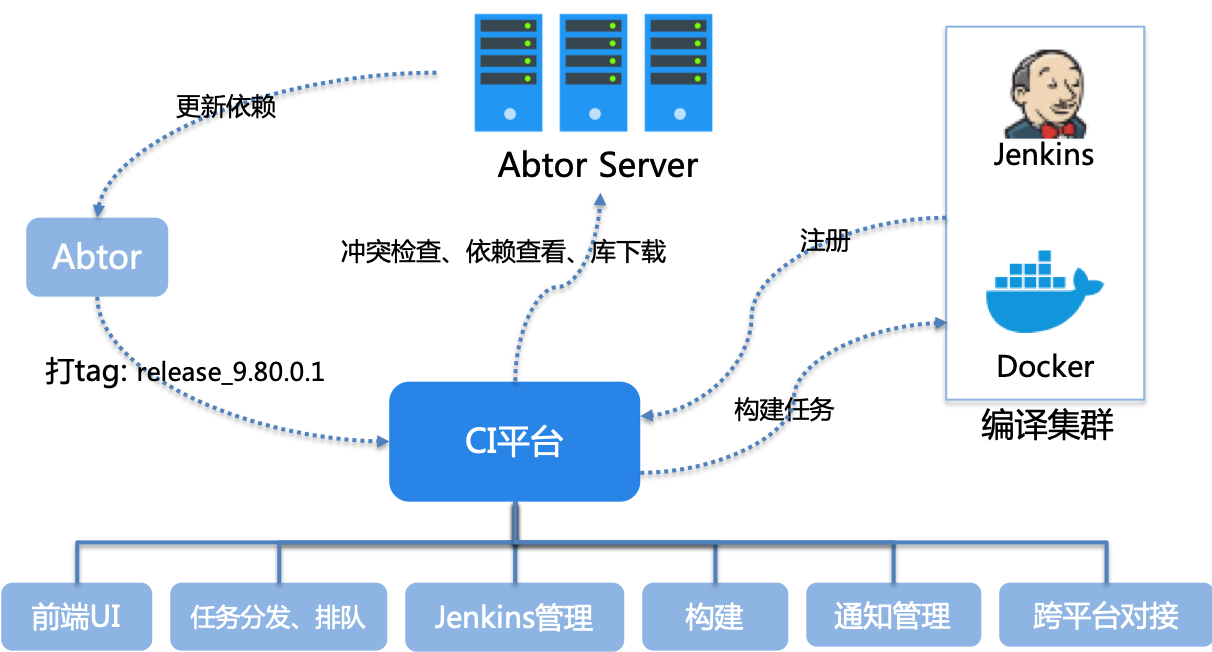 更新依赖
Abtor Server
Jenkins
Abtor
冲突检查、依赖查看、库下载
注册
打tag: release_9.80.0.1
Docker
构建任务
编译集群
CI平台
前端UI
任务分发、排队
Jenkins管理
构建
通知管理
跨平台对接